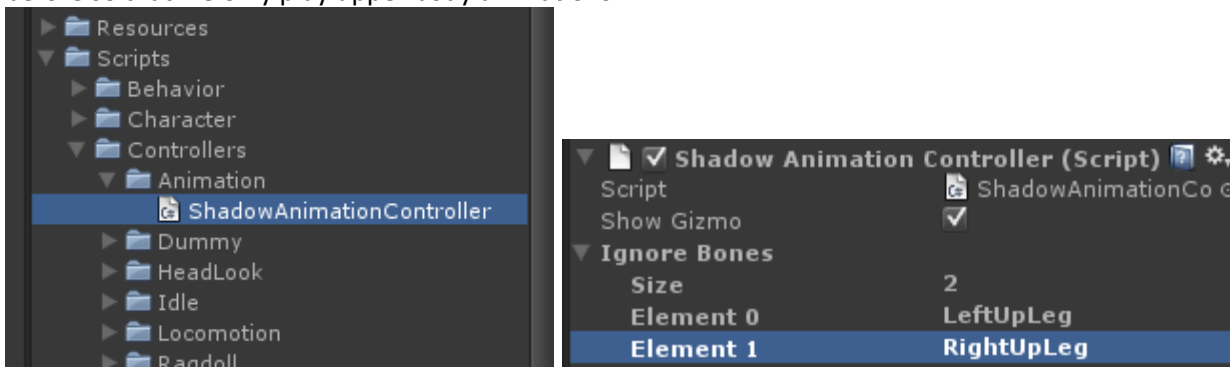 Resources
Scripts
Behavior
Character
Controllers
Animation
ShadowAnimationController
Dummy
HeadLook
Idle
Locomotion
Ragdoll
Shadow Animation Controller (Script)
Script ShadowAnimationCo
Show Gizmo
Ignore Bones
Size 2
Element 0 LeftUpLeg
Element 1 RightUpLeg